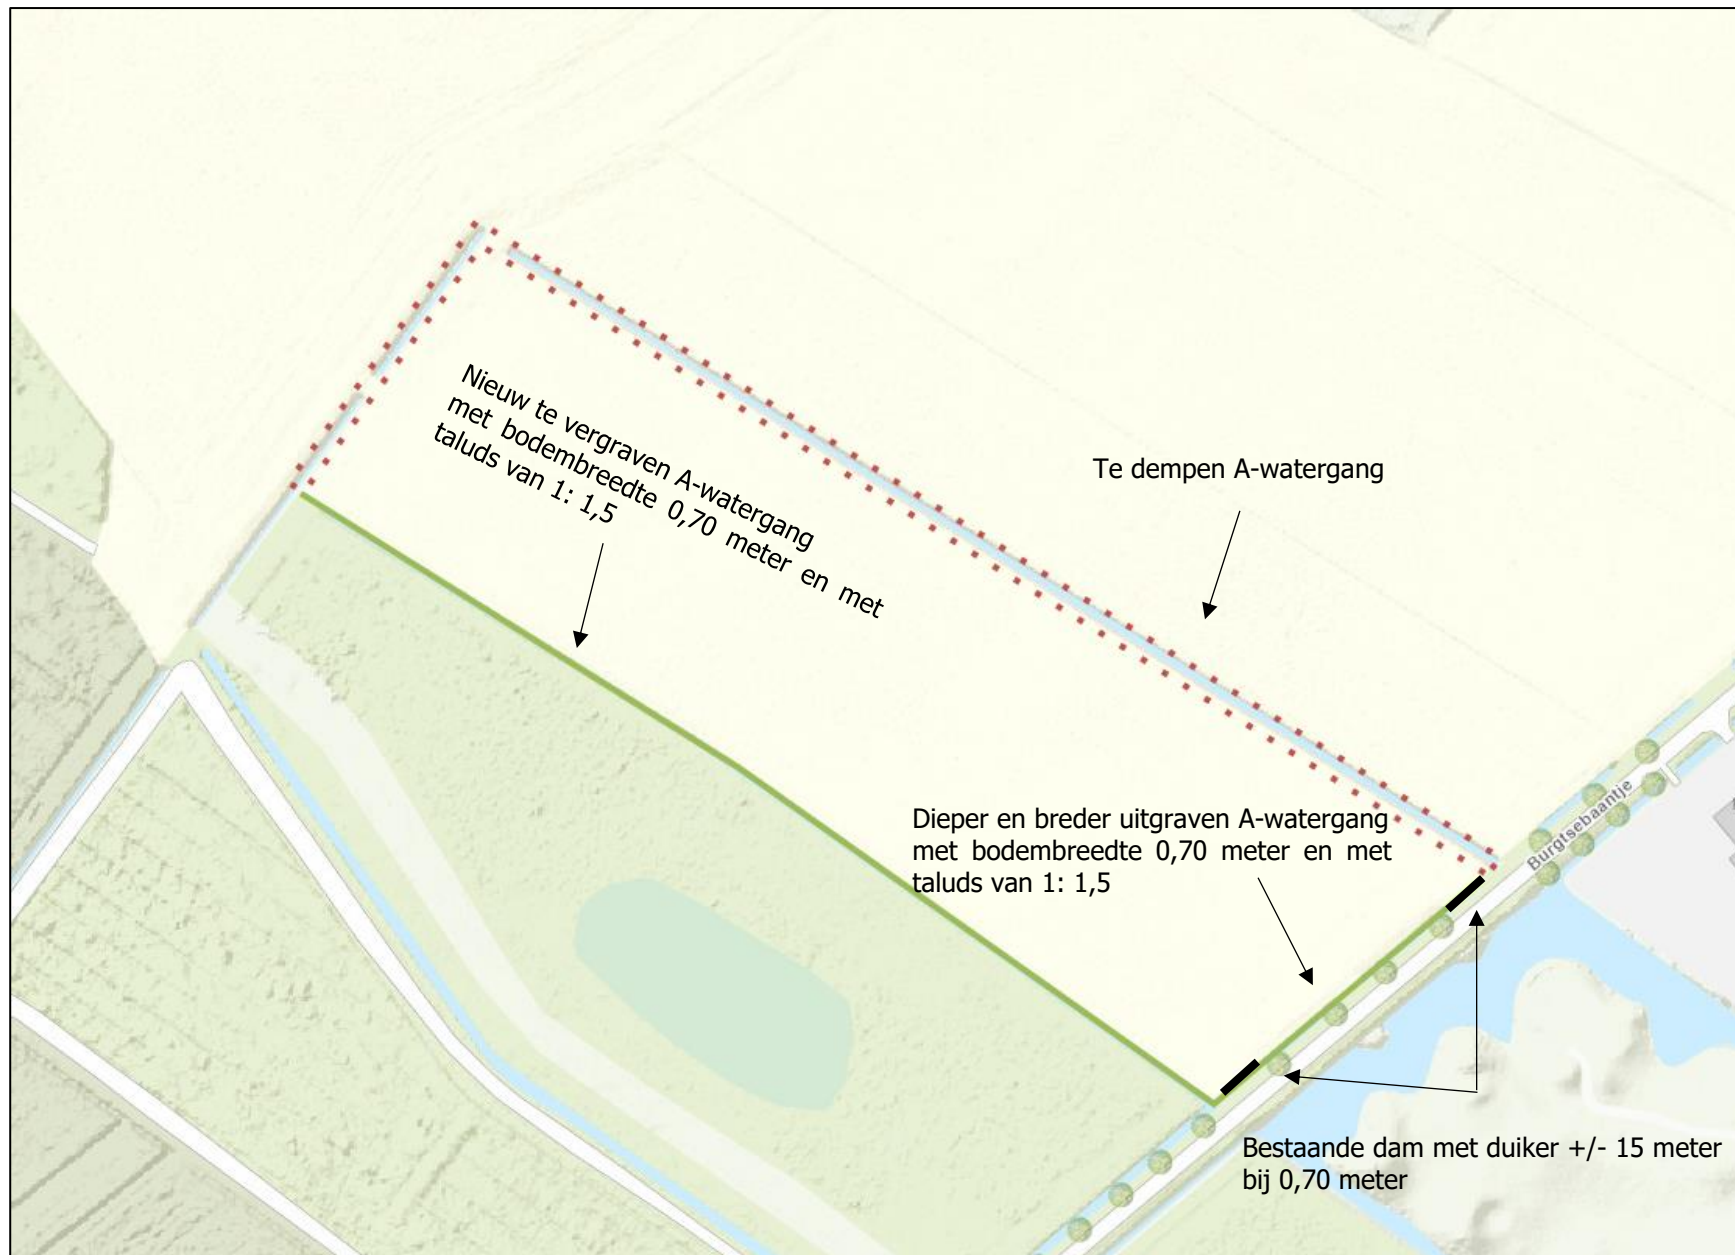 Nieuw te vergraven A-watergang
met bodembreedte 0,70 meter en met
taluds van 1: 1,5
Te dempen A-watergang
Dieper en breder uitgraven A-watergang
met bodembreedte 0,70 meter en met
taluds van 1: 1,5
Burgtsebaantje
Bestaande dam met duiker +/- 15 meter
bij 0,70 meter